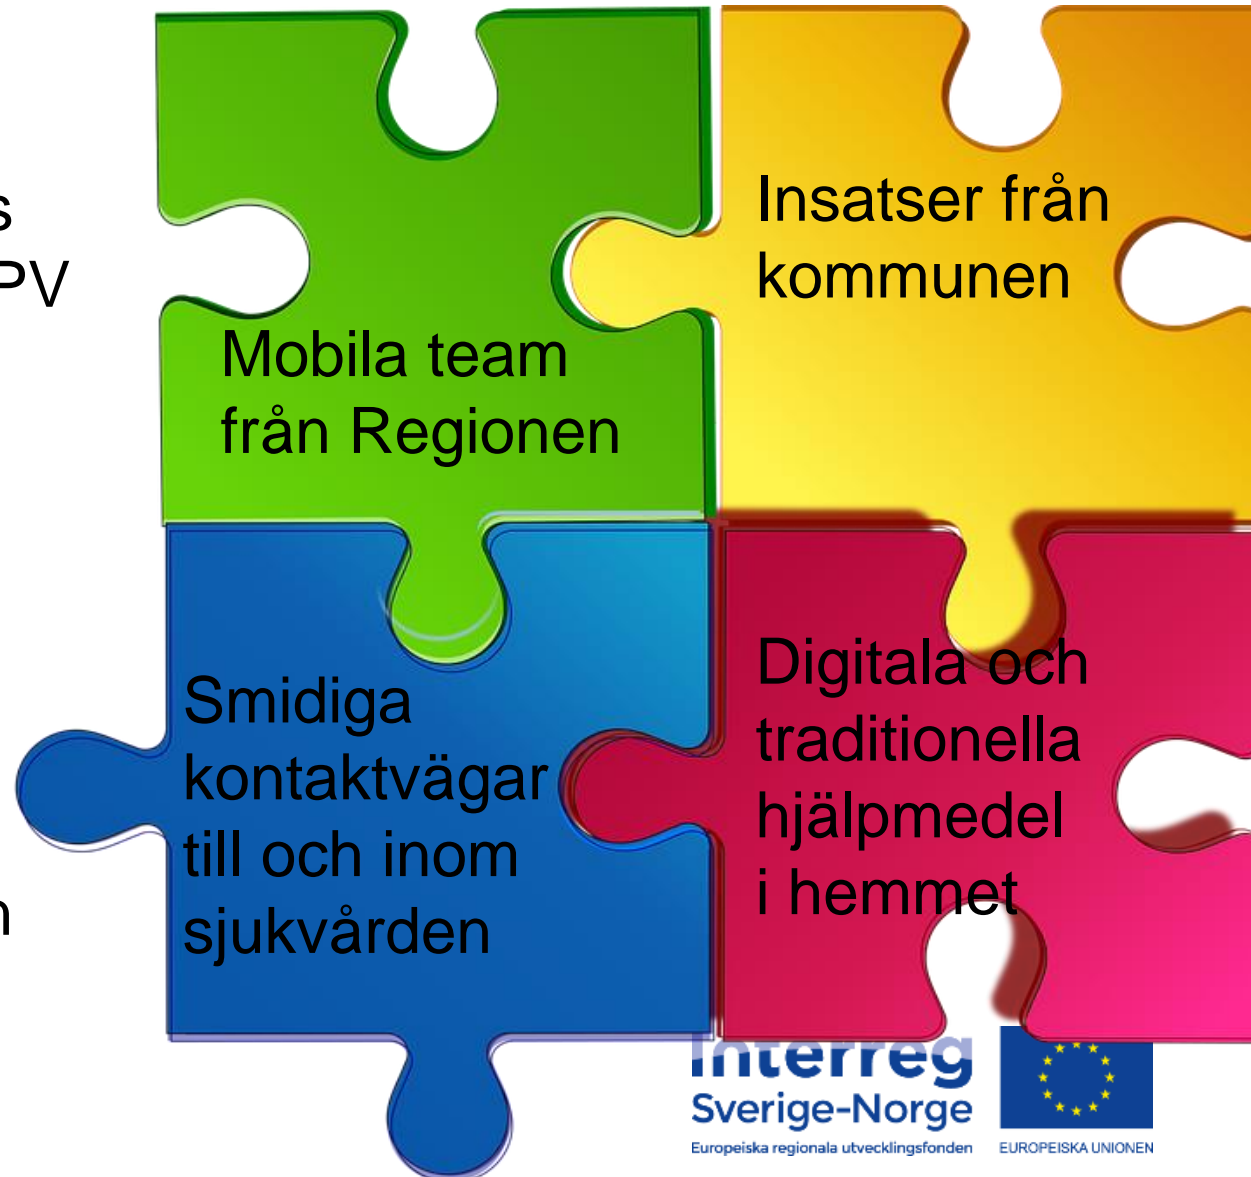 s
PV
Insatser från
kommunen
Mobila team
från Regionen
Smidiga
kontaktvägar
till och inom
sjukvården
Digitala och
traditionella
hjälpmedel
i hemmet
n
Interreg
Sverige-Norge
Europeiska regionala utvecklingsfonden
EUROPEISKA UNIONEN